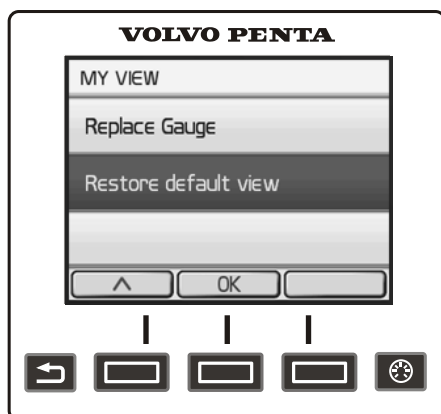 VOLVO PENTA
MY VIEW
Replace Gauge
Restore default view
OK